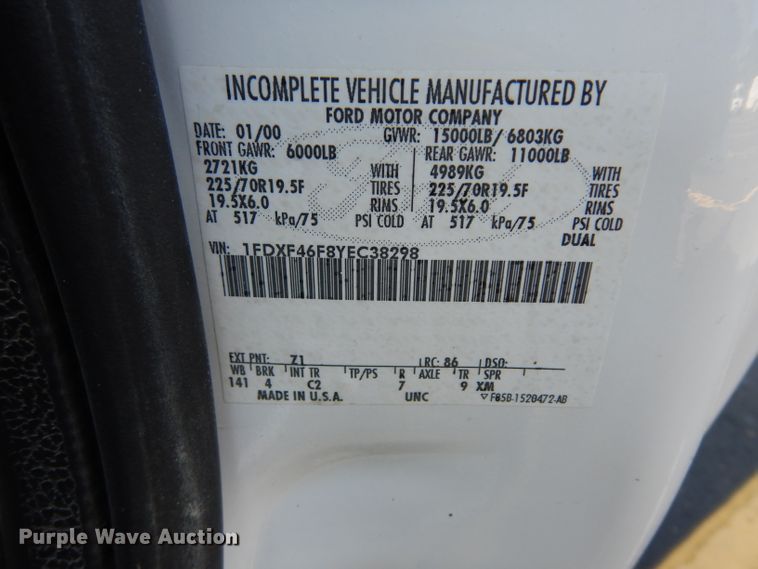 INCOMPLETE VEHICLE MANUFACTURED BY
FORD MOTOR COMPANY
DATE: 01/00 GVWR: 15000LB/ 6803KG
FRONT GAWR: 6000LB REAR GAWR: 11000LB
2721KG WITH 4989KG WITH
225/70R19.5F TIRES 225/70R19.5F TIRES
19.5X6.0 RIMS 19.5X6.0 RIMS
AT 517 kPa/75 PSI COLD AT 517 kPa/75 PSI COLD
DUAL
VIN: 1FDXF46F8YEC38298
EXT PNT: Z1 RC: 86 DSO:
WB BRK INT TR TP/PS R AXLE TR SPR
141 4 C2 7 9 XM
MADE IN U.S.A. UNC F85B-1520472-AB
Purple Wave Auction